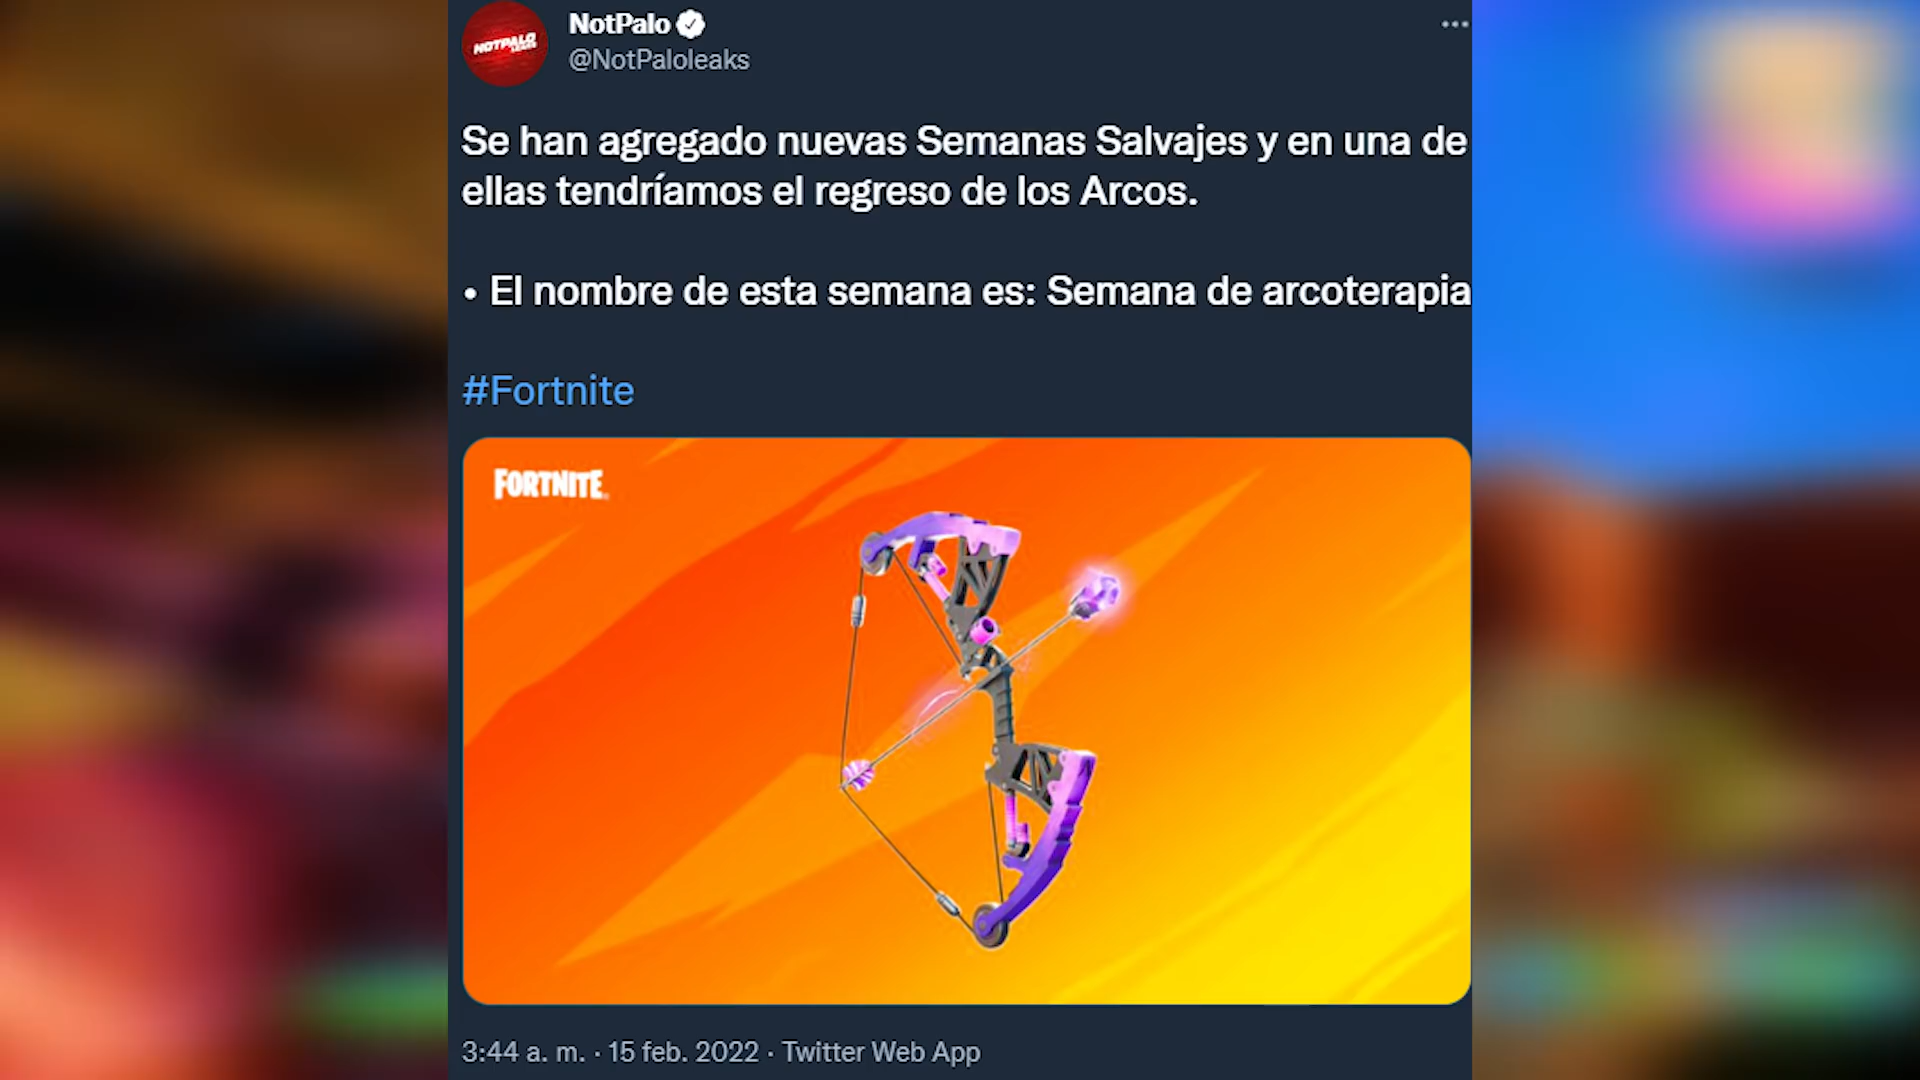 NOTPALO
NotPalo
@NotPaloleaks
Se han agregado nuevas Semanas Salvajes y en una de
ellas tendríamos el regreso de los Arcos.
• El nombre de esta semana es: Semana de arcoterapia
#Fortnite
FORTNITE
3:44 a. m. · 15 feb. 2022 · Twitter Web App